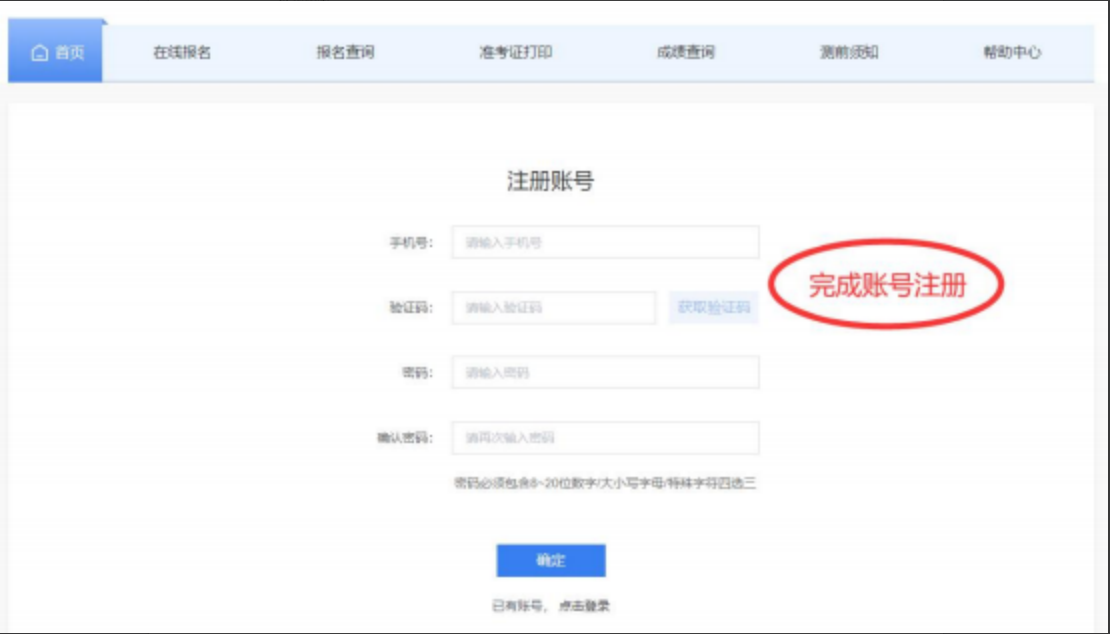 首页 在线报名 报名查询 准考证打印 成绩查询 测前须知 帮助中心
注册账号
手机号: 请输入手机号
完成账号注册
验证码: 请输入验证码 获取验证码
密码: 请输入密码
确认密码: 请再次输入密码
密码必须包含8~20位数字/大小写字母/特殊字符四选三
确定
已有账号, 点击登录